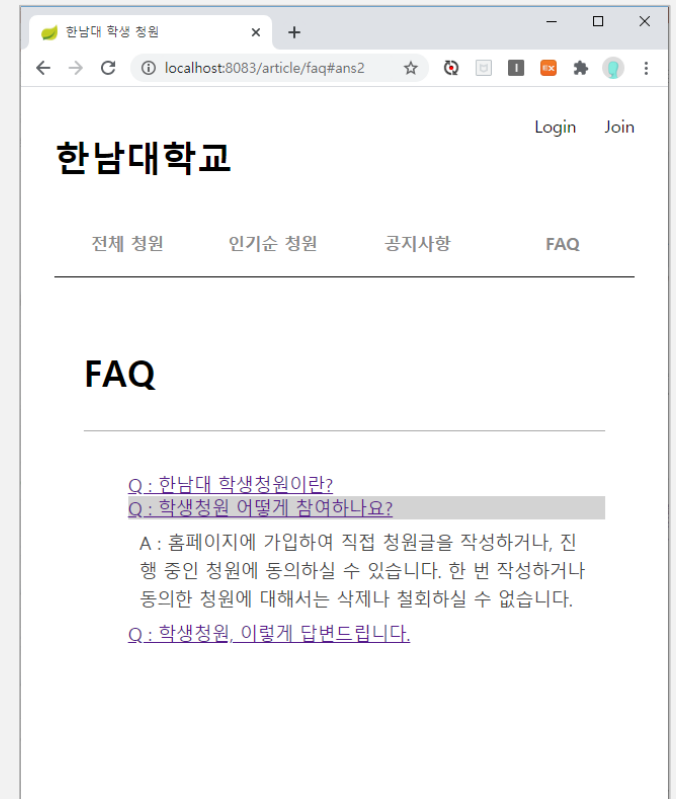 한남대 학생 청원
localhost:8083/article/faq#ans2
Login Join
한남대학교
전체 청원 인기순 청원 공지사항 FAQ
FAQ
Q : 한남대 학생청원이란?
Q : 학생청원 어떻게 참여하나요?
A : 홈페이지에 가입하여 직접 청원글을 작성하거나, 진
행 중인 청원에 동의하실 수 있습니다. 한 번 작성하거나
동의한 청원에 대해서는 삭제나 철회하실 수 없습니다.
Q : 학생청원, 이렇게 답변드립니다.